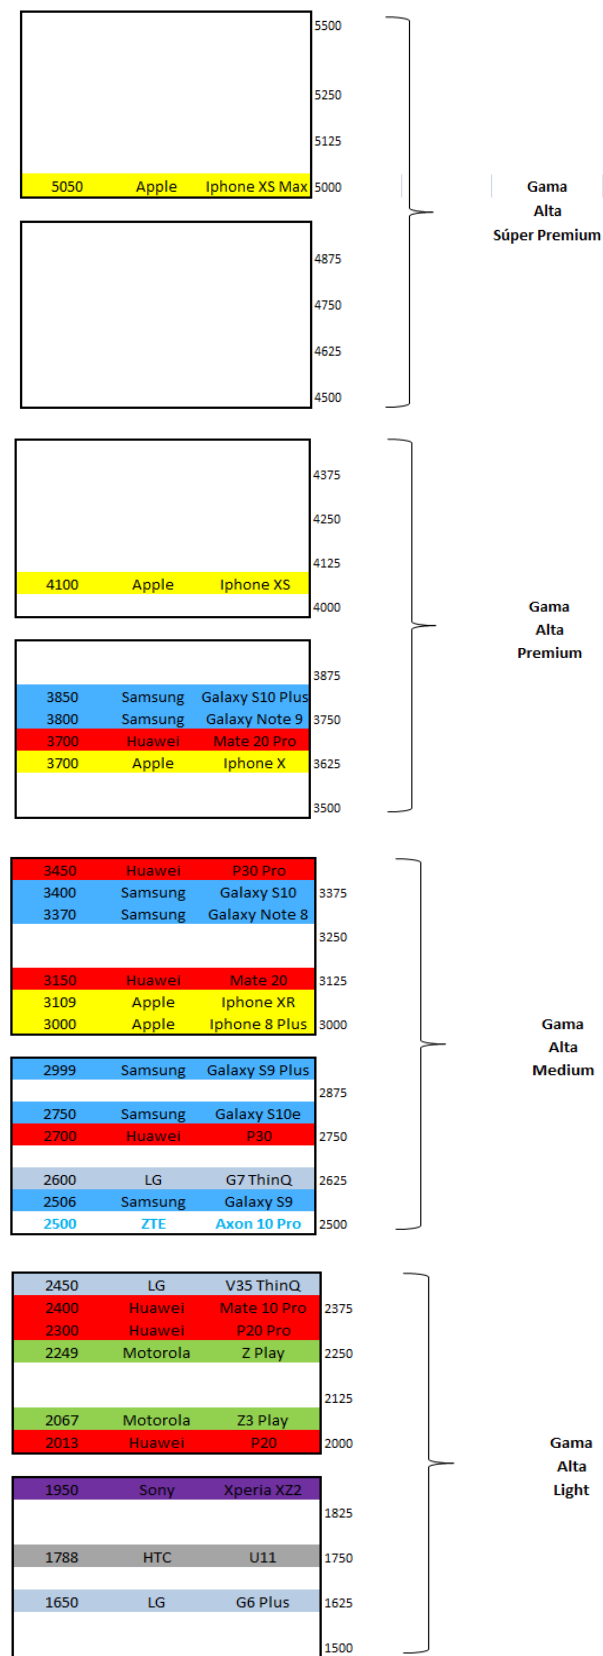 5500
5250
5125
5050 Apple Iphone XS Max 5000 Gama
Alta
Súper Premium
4875
4750
4625
4500
4375
4250
4125
4100 Apple Iphone XS
4000 Gama
Alta
Premium
3875
3850 Samsung Galaxy S10 Plus
3800 Samsung Galaxy Note 9 3750
3700 Huawei Mate 20 Pro
3700 Apple Iphone X 3625
3500
3450 Huawei P30 Pro
3400 Samsung Galaxy S10 3375
3370 Samsung Galaxy Note 8
3250
3150 Huawei Mate 20 3125
3109 Apple Iphone XR
3000 Apple Iphone 8 Plus 3000 Gama
Alta
2999 Samsung Galaxy S9 Plus Medium
2875
2750 Samsung Galaxy S10e
2700 Huawei P30 2750
2600 LG G7 ThinQ 2625
2506 Samsung Galaxy S9
2500 ZTE Axon 10 Pro 2500
2450 LG V35 ThinQ
2400 Huawei Mate 10 Pro 2375
2300 Huawei P20 Pro
2249 Motorola Z Play 2250
2125
2067 Motorola Z3 Play
2013 Huawei P20 2000 Gama
Alta
1950 Sony Xperia XZ2 Light
1825
1788 HTC U11 1750
1650 LG G6 Plus 1625
1500